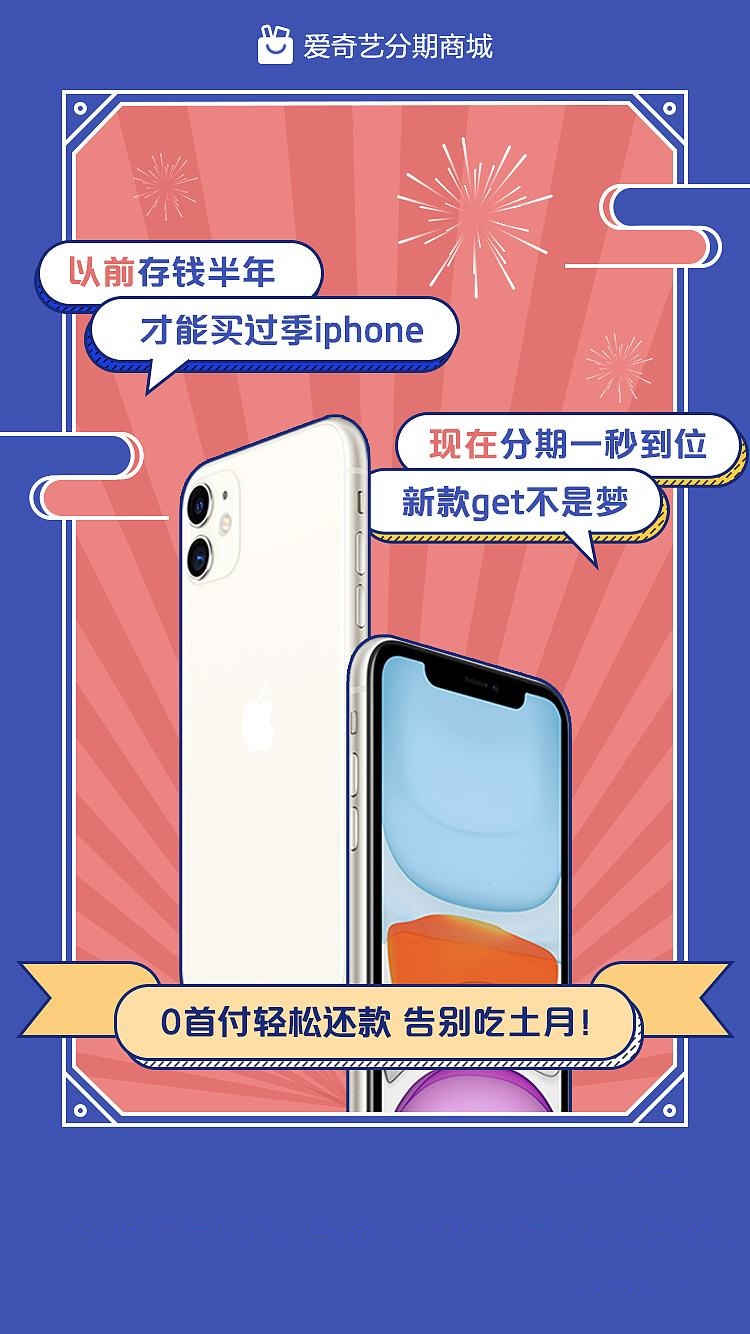 爱奇艺分期商城
以前存钱半年
才能买过季iphone
现在分期一秒到位
新款get不是梦
0首付轻松还款 告别吃土月!